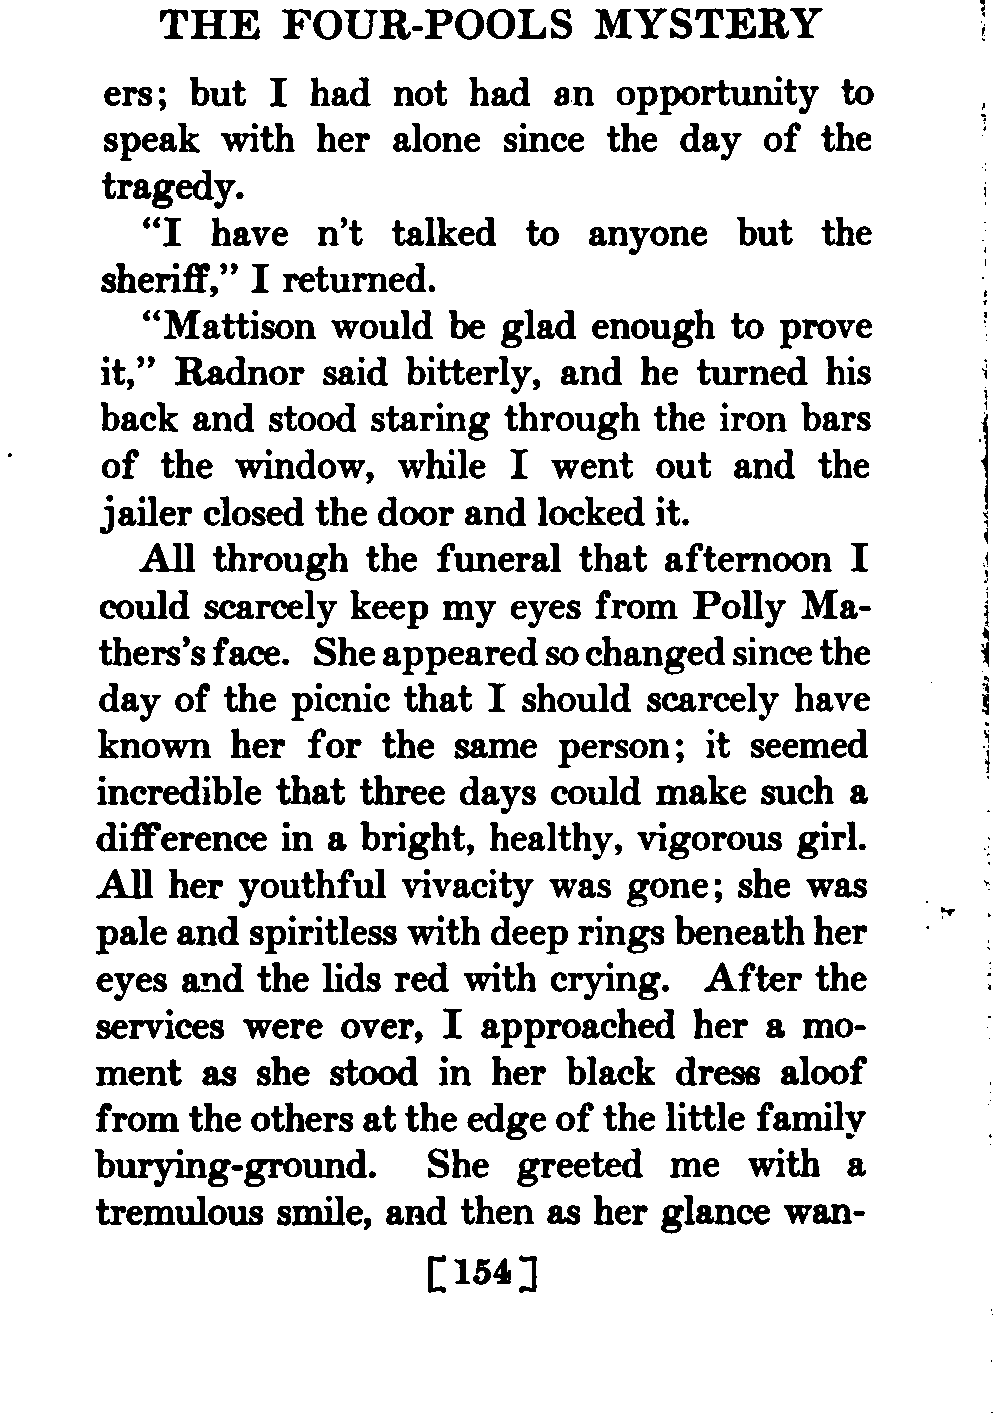 THE FOUR-POOLS MYSTERY
ers; but I had not had an opportunity to
speak with her alone since the day of the
tragedy.
“I have n’t talked to anyone but the
sheriff,” I returned.
“Mattison would be glad enough to prove
it,” Radnor said bitterly, and he turned his
back and stood staring through the iron bars
of the window, while I went out and the
jailer closed the door and locked it.
All through the funeral that afternoon I
could scarcely keep my eyes from Polly Ma-
thers’s face. She appeared so changed since the
day of the picnic that I should scarcely have
known her for the same person; it seemed
incredible that three days could make such a
difference in a bright, healthy, vigorous girl.
All her youthful vivacity was gone; she was
pale and spiritless with deep rings beneath her
eyes and the lids red with crying. After the
services were over, I approached her a mo-
ment as she stood in her black dress aloof
from the others at the edge of the little family
burying-ground. She greeted me with a
tremulous smile, and then as her glance wan-
[154]